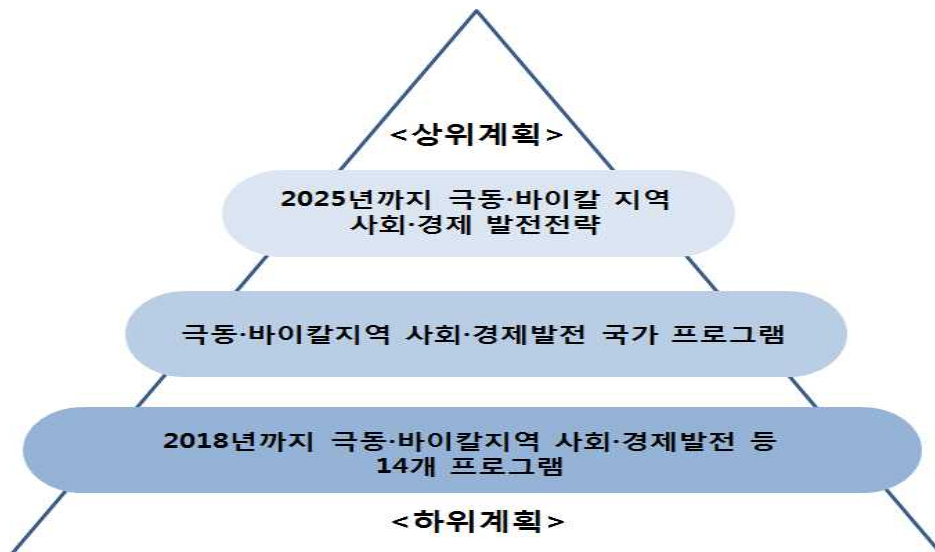 <상위계획>
2025년까지 극동·바이칼 지역
사회·경제 발전전략
극동·바이칼지역 사회·경제발전 국가 프로그램
2018년까지 극동·바이칼지역 사회·경제발전 등
14개 프로그램
<하위계획>